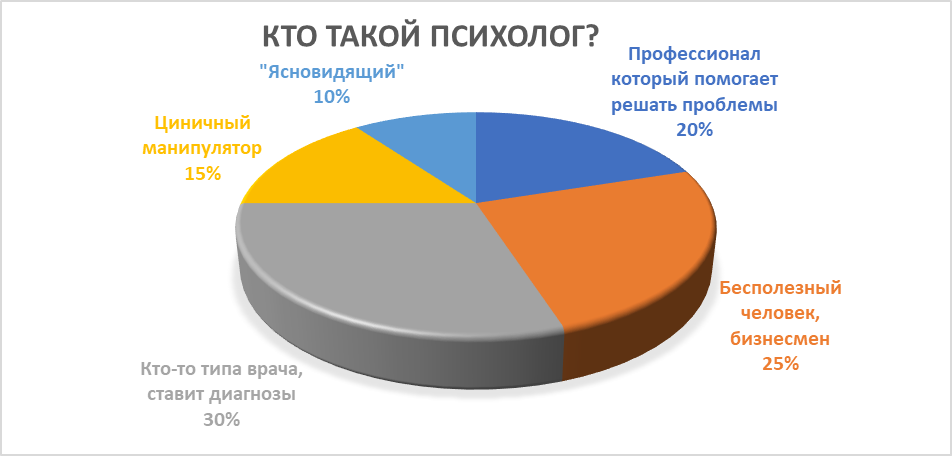 КТО ТАКОЙ ПСИХОЛОГ?
"Ясновидящий"
10%
Профессионал
который помогает
решать проблемы
20%
Циничный
манипулятор
15%
Бесполезный
человек,
бизнесмен
25%
Кто-то типа врача,
ставит диагнозы
30%